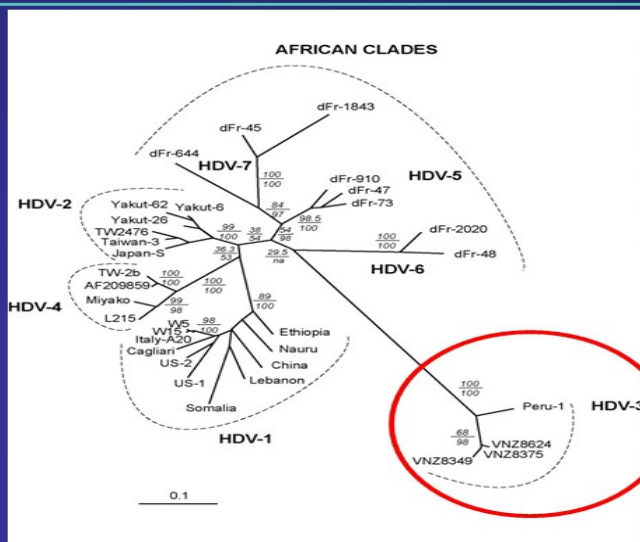 AFRICAN CLADES
dFr-1843
dFr-45
dFr-644
HDV-7
100
100
dFr-910
dFr-47
dFr-73
HDV-5
HDV-2
Yakut-62
Yakut-6
Yakut-26
TW2476
Taiwan-3
Japan-S
99
100
38
54
84
97
98.5
100
54
96
dFr-2020
100
100
dFr-48
HDV-6
36.3
53
29.5
na
TW-2b
AF209859
Miyako
L215
HDV-4
100
100
99
98
100
100
89
100
W5
W15
98
100
Italy-A20
Cagliari
US-2
US-1
Somalia
Ethiopia
Nauru
China
Lebanon
HDV-1
100
100
Peru-1
HDV-3
68
98
VNZ8624
VNZ8375
VNZ8349
0.1